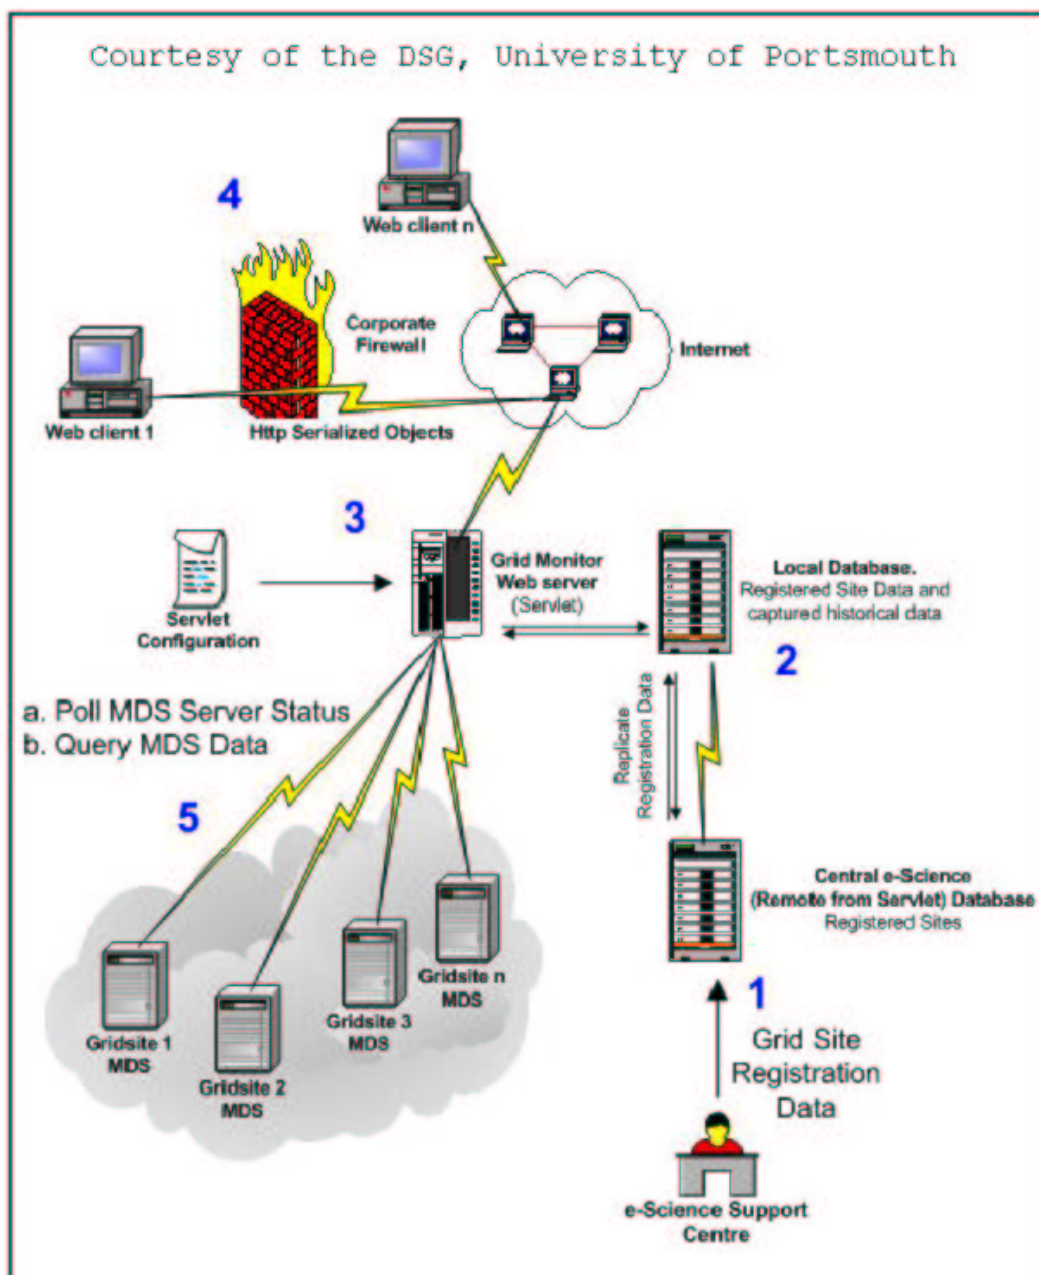 Courtesy of the DSG, University of Portsmouth
4
Web client n
Corporate
Firewall
Internet
Web client 1
Http Serialized Objects
3
Servlet
Configuration
Grid Monitor
Web server
(Servlet)
Local Database.
Registered Site Data and
captured historical data
2
a. Poll MDS Server Status
b. Query MDS Data
Replicate
Registration Data
5
Central e-Science
(Remote from Servlet) Database
Registered Sites
Gridsite 1
MDS
Gridsite 2
MDS
Gridsite 3
MDS
Gridsite n
MDS
1
Grid Site
Registration
Data
e-Science Support
Centre